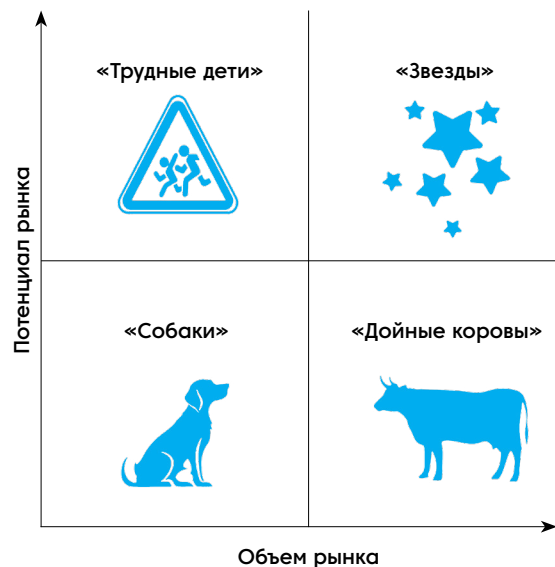 «Трудные дети»
«Звезды»
Потенциал рынка
«Собаки»
«Дойные коровы»
Объем рынка